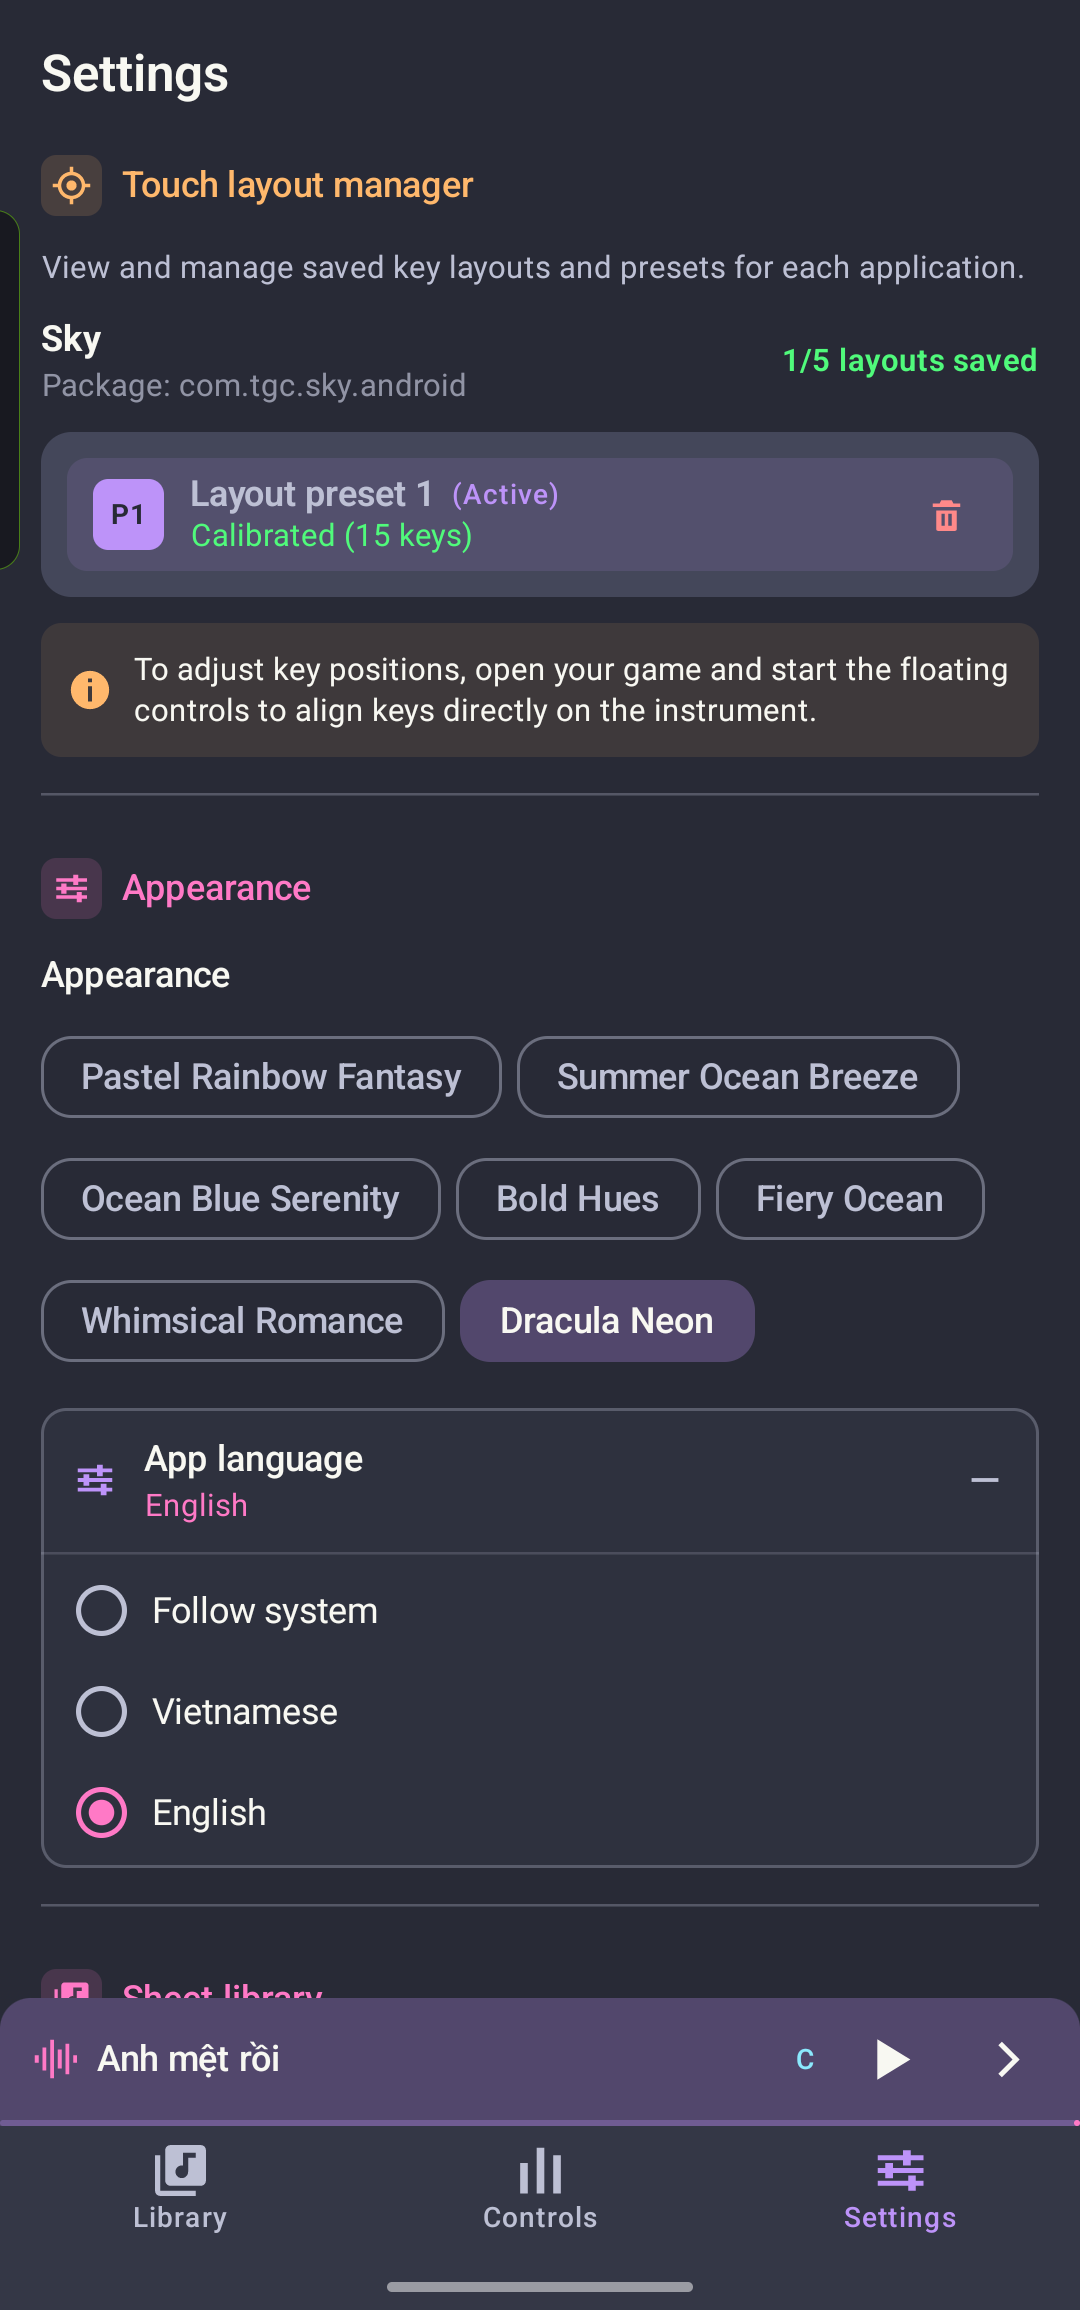 Settings
Touch layout manager
View and manage saved key layouts and presets for each application.
Sky
1/5 layouts saved
Package: com.tgc.sky.android
P1
Layout preset 1 (Active)
Calibrated (15 keys)
To adjust key positions, open your game and start the floating
controls to align keys directly on the instrument.
Appearance
Appearance
Pastel Rainbow Fantasy
Summer Ocean Breeze
Ocean Blue Serenity
Bold Hues
Fiery Ocean
Whimsical Romance
Dracula Neon
App language
English
Follow system
Vietnamese
English
Sheet library
Anh mệt rồi
C
Library
Controls
Settings